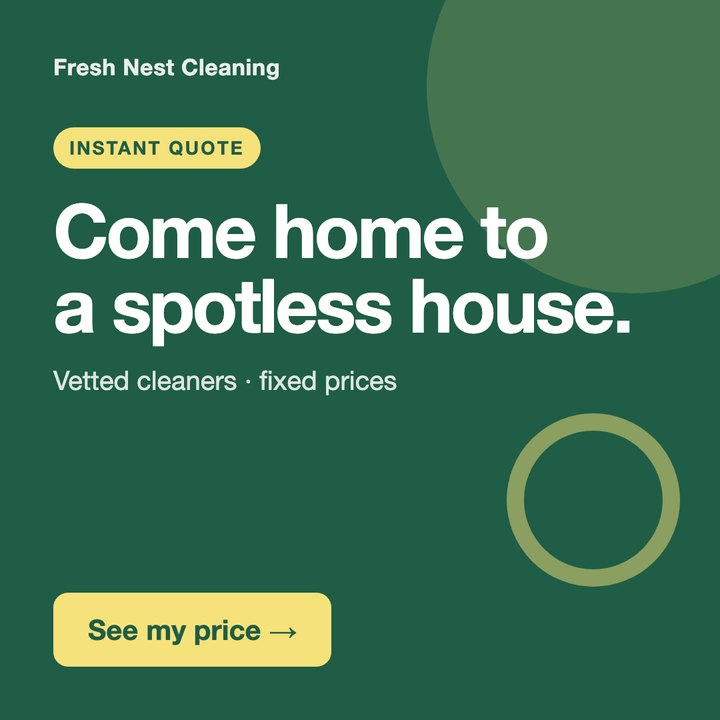 Fresh Nest Cleaning
INSTANT QUOTE
Come home to
a spotless house.
Vetted cleaners · fixed prices
See my price →